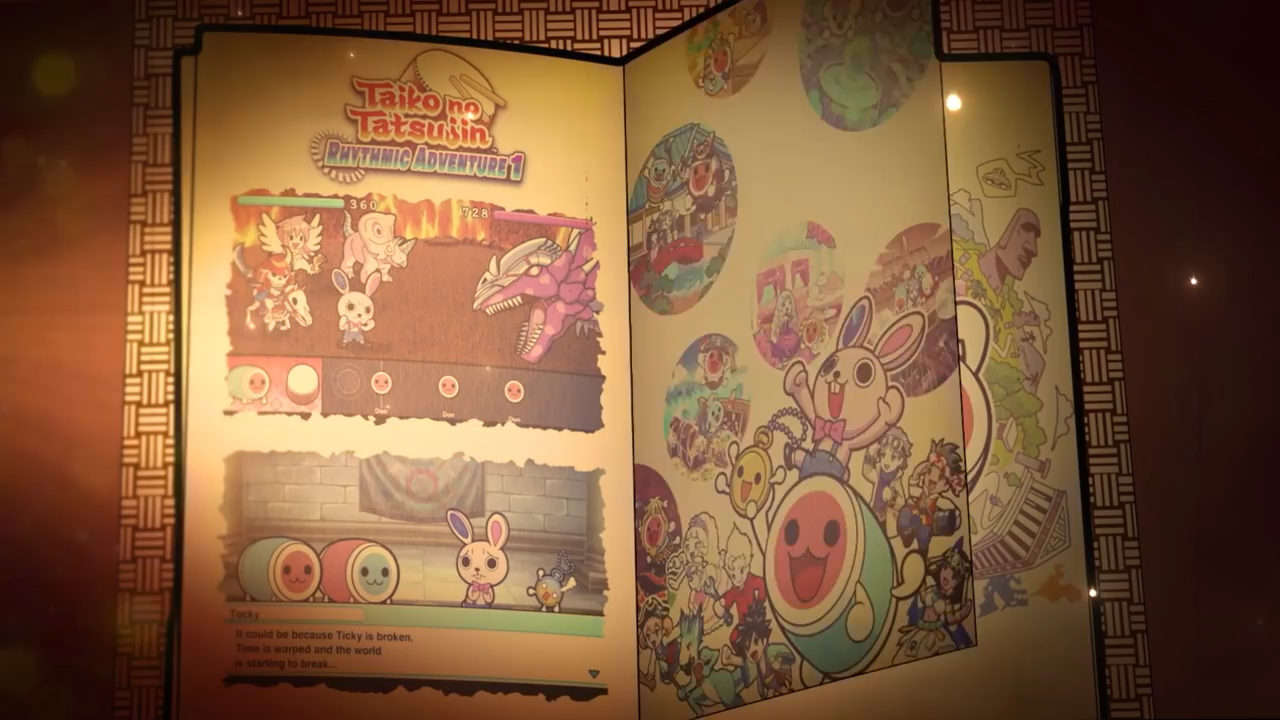 Taiko no
Tatsujin
RHYTHMIC ADVENTURE 1
360
728
Don
Don
Don
Tocky
It could be because Ticky is broken.
Time is warped and the world
is starting to break...